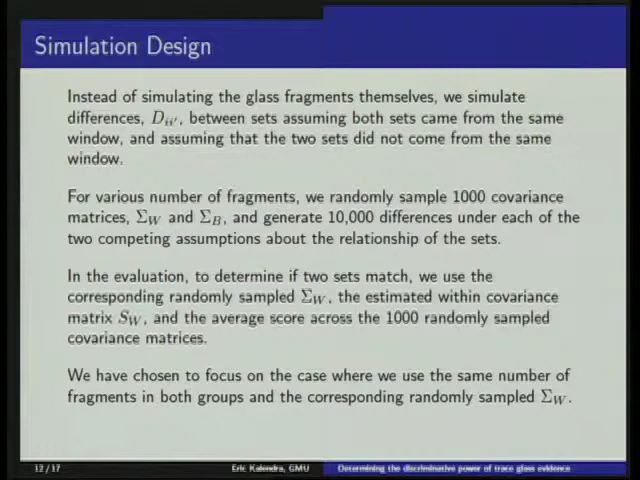 Simulation Design
Instead of simulating the glass fragments themselves, we simulate
differences, D_{ii'}, between sets assuming both sets came from the same
window, and assuming that the two sets did not come from the same
window.
For various number of fragments, we randomly sample 1000 covariance
matrices, Σ_W and Σ_B, and generate 10,000 differences under each of the
two competing assumptions about the relationship of the sets.
In the evaluation, to determine if two sets match, we use the
corresponding randomly sampled Σ_W, the estimated within covariance
matrix S_W, and the average score across the 1000 randomly sampled
covariance matrices.
We have chosen to focus on the case where we use the same number of
fragments in both groups and the corresponding randomly sampled Σ_W.
12/17 Eric Kalendra, GMU Determining the discriminative power of trace glass evidence